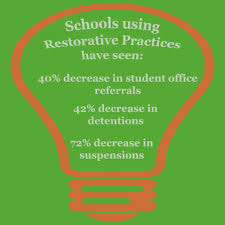 Schools using
Restorative Practices
have seen:
40% decrease in student office
referrals
42% decrease in
detentions
72% decrease in
suspensions